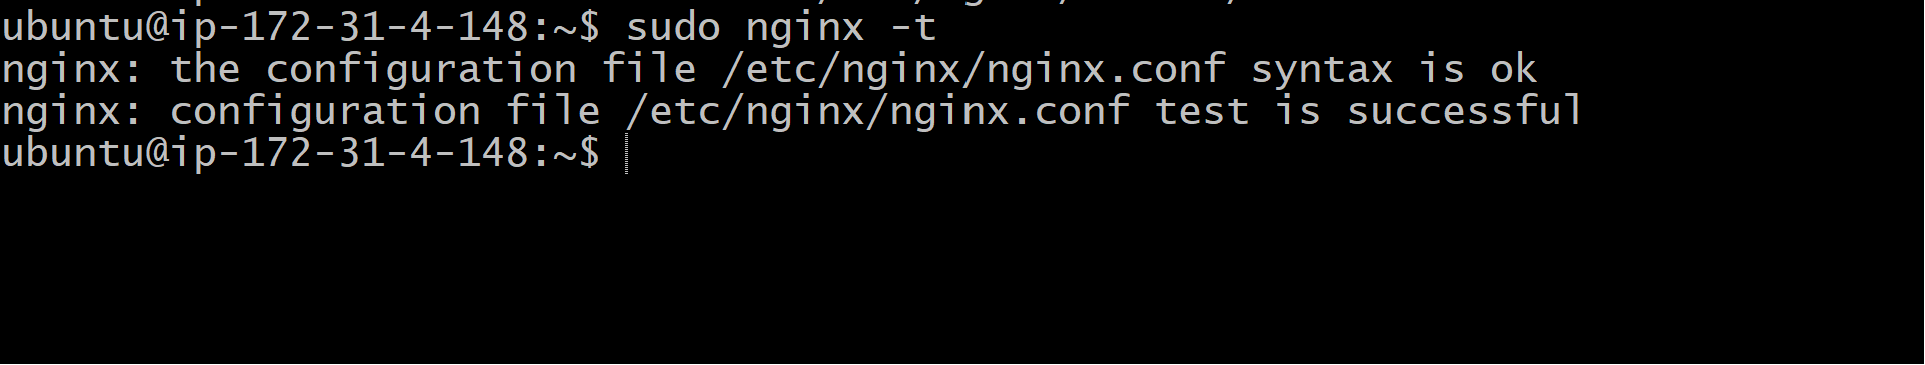 ubuntu@ip-172-31-4-148:~$ sudo nginx -t
nginx: the configuration file /etc/nginx/nginx.conf syntax is ok
nginx: configuration file /etc/nginx/nginx.conf test is successful
ubuntu@ip-172-31-4-148:~$